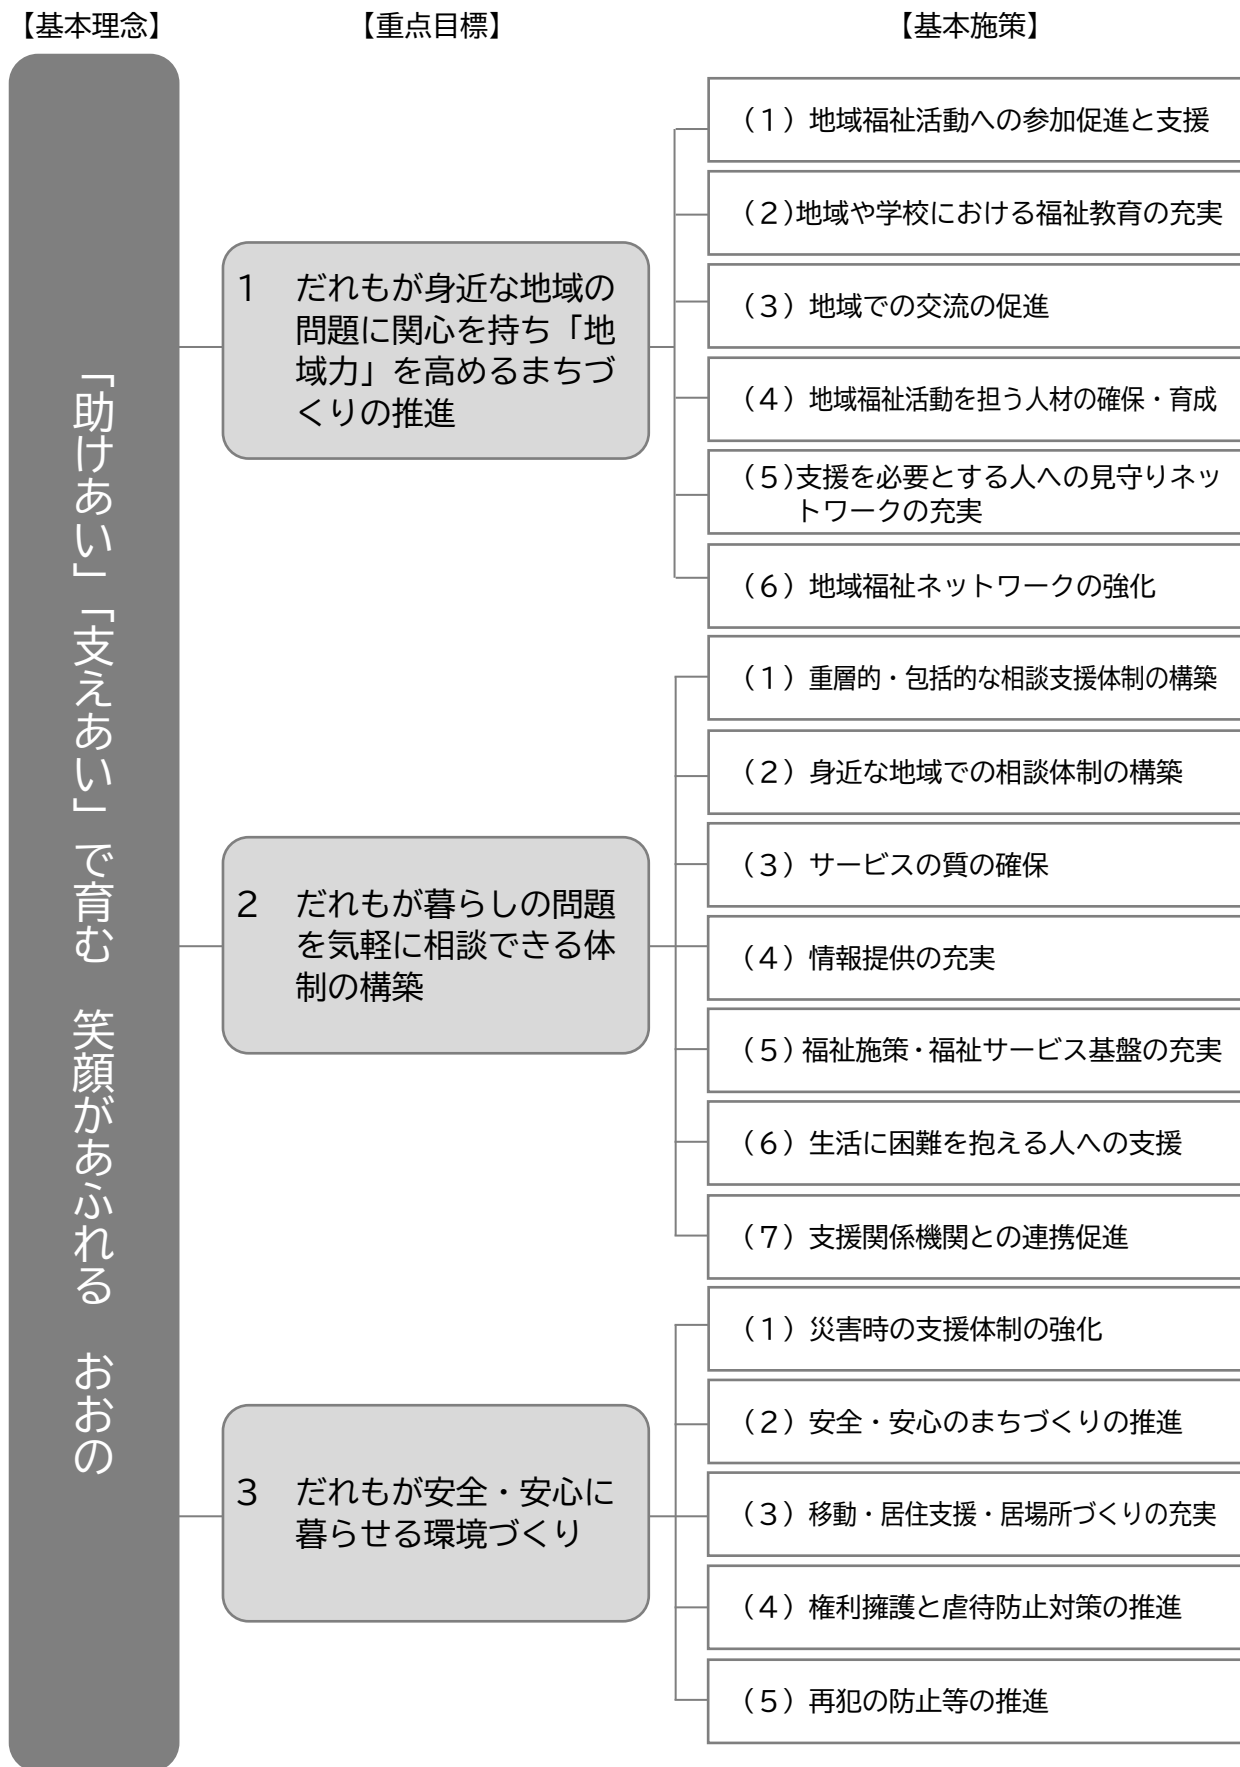 【基本理念】
【重点目標】
【基本施策】
「助けあい」「支えあい」で育む　笑顔があふれる　おおの
1　だれもが身近な地域の
問題に関心を持ち「地
域力」を高めるまちづ
くりの推進
（1）地域福祉活動への参加促進と支援
（2）地域や学校における福祉教育の充実
（3）地域での交流の促進
（4）地域福祉活動を担う人材の確保・育成
（5）支援を必要とする人への見守りネッ
トワークの充実
（6）地域福祉ネットワークの強化
2　だれもが暮らしの問題
を気軽に相談できる体
制の構築
（1）重層的・包括的な相談支援体制の構築
（2）身近な地域での相談体制の構築
（3）サービスの質の確保
（4）情報提供の充実
（5）福祉施策・福祉サービス基盤の充実
（6）生活に困難を抱える人への支援
（7）支援関係機関との連携促進
3　だれもが安全・安心に
暮らせる環境づくり
（1）災害時の支援体制の強化
（2）安全・安心のまちづくりの推進
（3）移動・居住支援・居場所づくりの充実
（4）権利擁護と虐待防止対策の推進
（5）再犯の防止等の推進